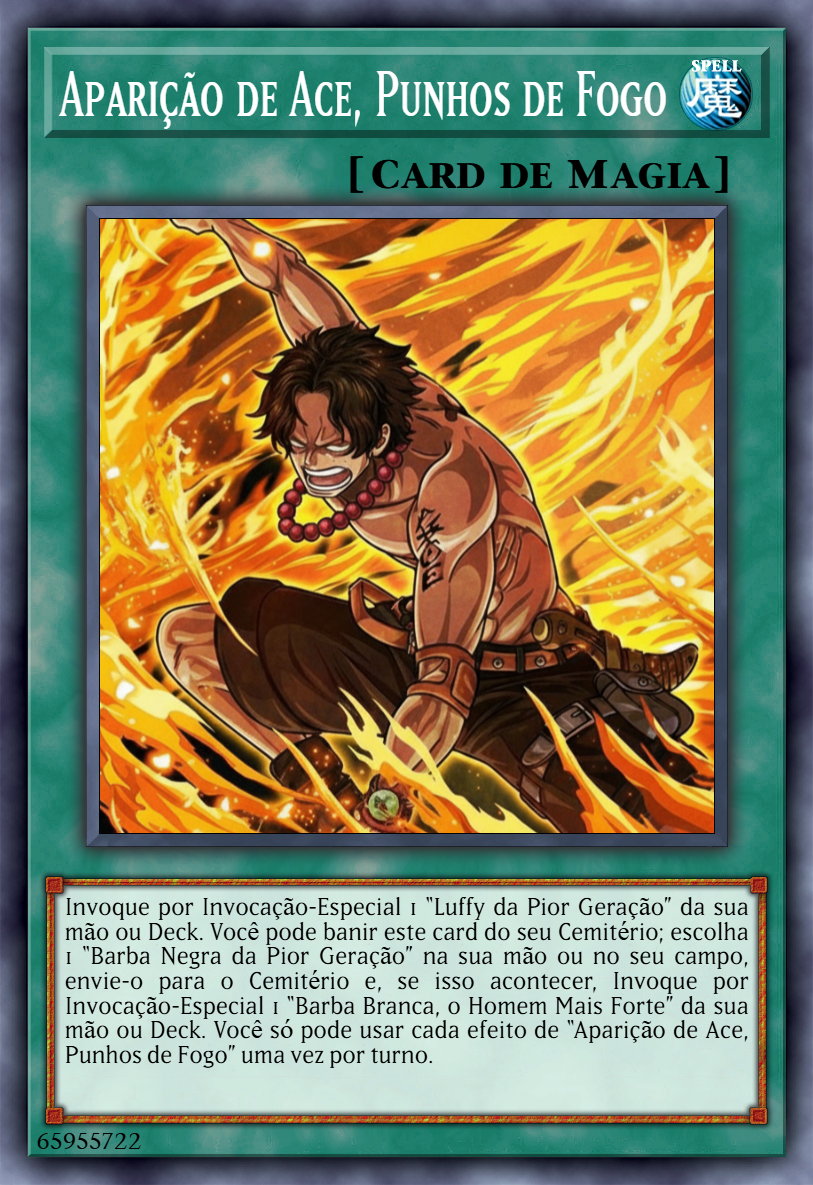 Aparição de Ace, Punhos de Fogo
SPELL
魔
[Card de Magia]
Invoque por Invocação-Especial 1 "Luffy da Pior Geração" da sua
mão ou Deck. Você pode banir este card do seu Cemitério; escolha
1 "Barba Negra da Pior Geração" na sua mão ou no seu campo,
envie-o para o Cemitério e, se isso acontecer, Invoque por
Invocação-Especial 1 "Barba Branca, o Homem Mais Forte" da sua
mão ou Deck. Você só pode usar cada efeito de "Aparição de Ace,
Punhos de Fogo" uma vez por turno.
65955722